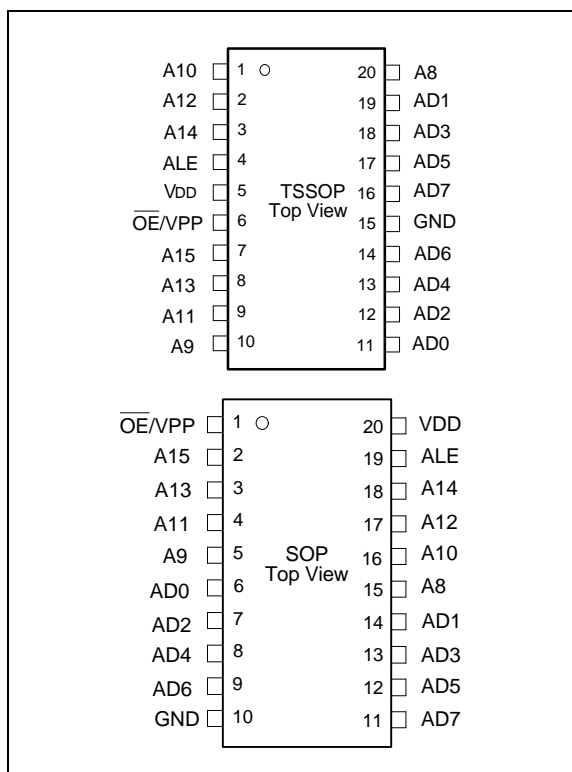 A10 1 20 A8
A12 2 19 AD1
A14 3 18 AD3
ALE 4 17 AD5
VDD 5 TSSOP 16 AD7
Top View
OE/VPP 6 15 GND
A15 7 14 AD6
A13 8 13 AD4
A11 9 12 AD2
A9 10 11 AD0
OE/VPP 1 20 VDD
A15 2 19 ALE
A13 3 18 A14
A11 4 17 A12
A9 5 SOP 16 A10
Top View
AD0 6 15 A8
AD2 7 14 AD1
AD4 8 13 AD3
AD6 9 12 AD5
GND 10 11 AD7